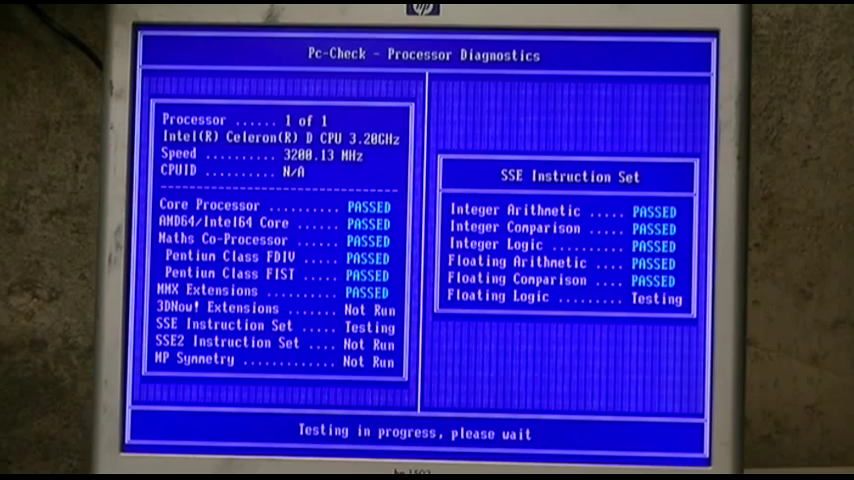 hp
Pc-Check - Processor Diagnostics
Processor ...... 1 of 1
Intel(R) Celeron(R) D CPU 3.20GHz
Speed .......... 3200.13 MHz
CPUID .......... N/A
Core Processor .......... PASSED
AMD64/Intel64 Core ...... PASSED
Maths Co-Processor ...... PASSED
Pentium Class FDIV ..... PASSED
Pentium Class FIST ..... PASSED
MMX Extensions .......... PASSED
3DNow! Extensions ....... Not Run
SSE Instruction Set ..... Testing
SSE2 Instruction Set .... Not Run
MP Symmetry ............. Not Run
SSE Instruction Set
Integer Arithmetic ..... PASSED
Integer Comparison ..... PASSED
Integer Logic .......... PASSED
Floating Arithmetic .... PASSED
Floating Comparison .... PASSED
Floating Logic ......... Testing
Testing in progress, please wait